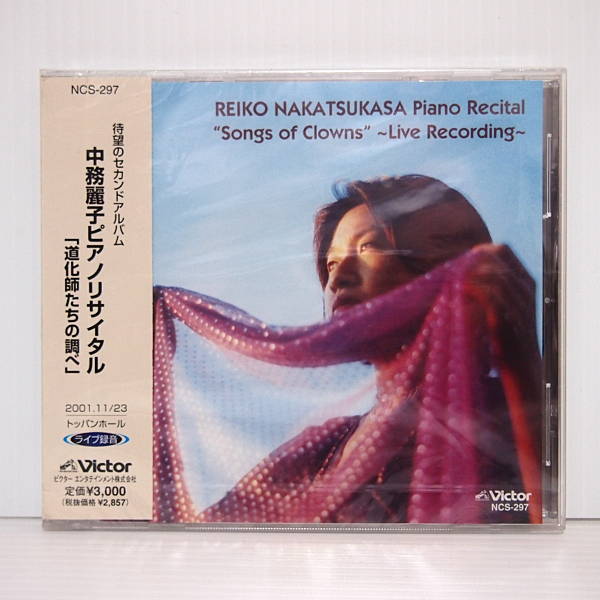 NCS-297
待望のセカンドアルバム
中務麗子ピアノリサイタル
「道化師たちの調べ」
2001.11/23
トッパンホール
ライブ録音
Victor
ビクター エンタテインメント株式会社
定価¥3,000
(税抜価格 ¥2,857)
REIKO NAKATSUKASA Piano Recital
"Songs of Clowns" ~Live Recording~
Victor
NCS-297